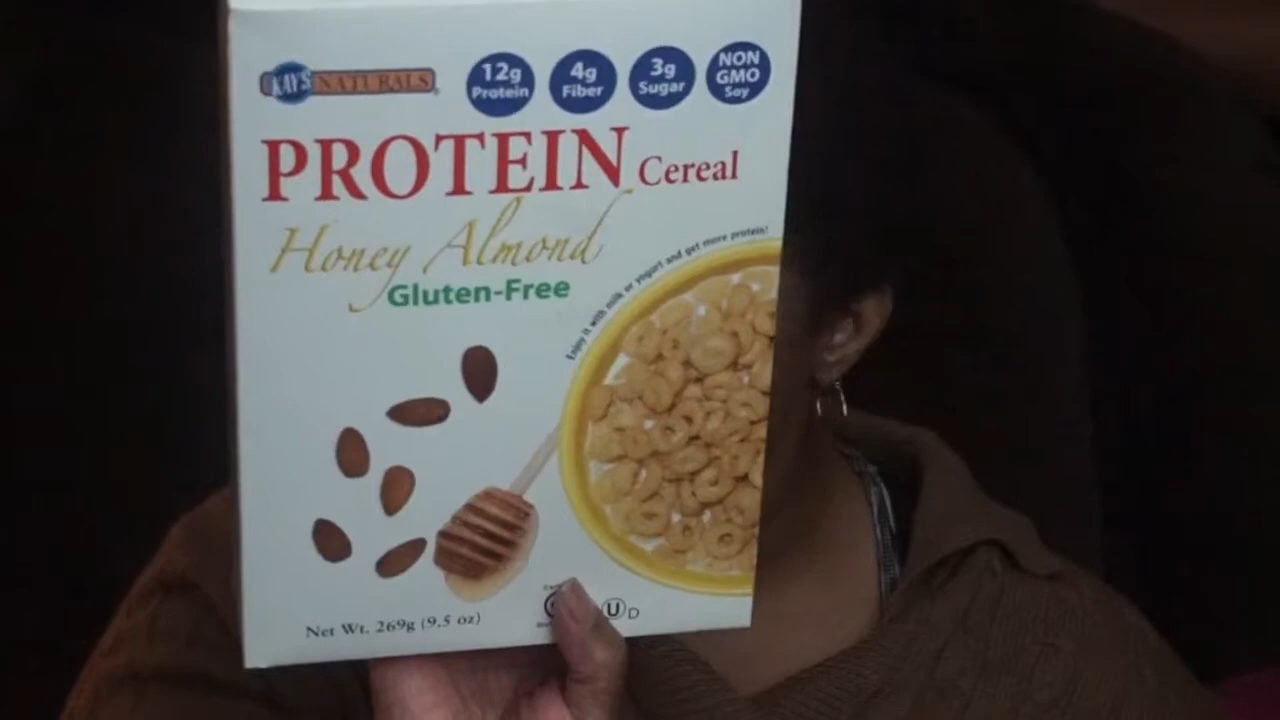 KAY'S NATURALS
12g Protein
4g Fiber
3g Sugar
NON GMO Soy
PROTEIN Cereal
Honey Almond
Gluten-Free
Enjoy it with milk or yogurt and get more protein!
Net Wt. 269g (9.5 oz)
U D